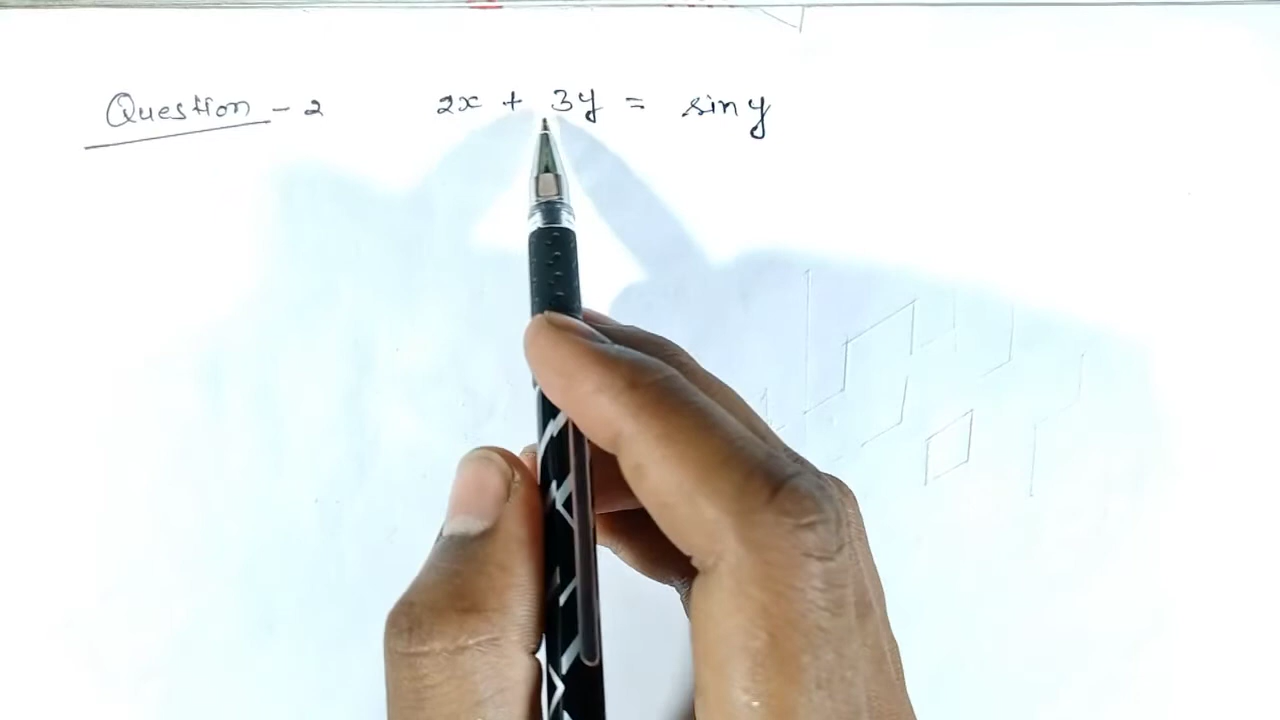 Question - 2 2x + 3y = sin y